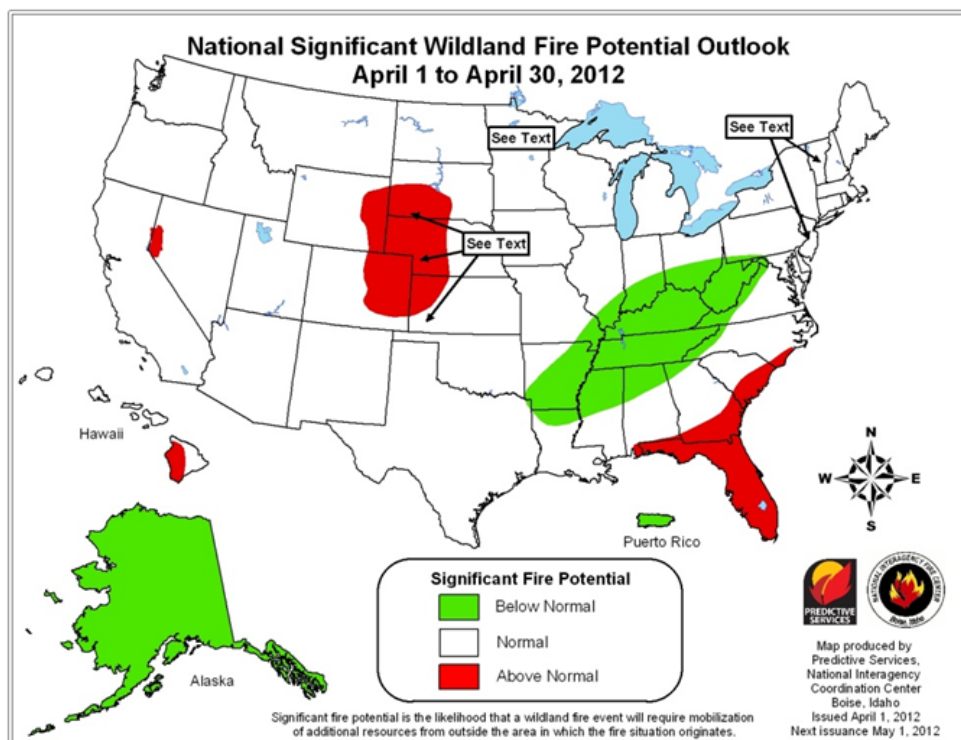 National Significant Wildland Fire Potential Outlook
April 1 to April 30, 2012
See Text
See Text
See Text
Hawaii
N
W
E
S
Puerto Rico
Alaska
Significant Fire Potential
Below Normal
Normal
Above Normal
PREDICTIVE
SERVICES
NATIONAL INTERAGENCY FIRE CENTER
Boise, Idaho
Map produced by
Predictive Services,
National Interagency
Coordination Center
Boise, Idaho
Issued April 1, 2012
Next issuance May 1, 2012
Significant fire potential is the likelihood that a wildland fire event will require mobilization
of additional resources from outside the area in which the fire situation originates.